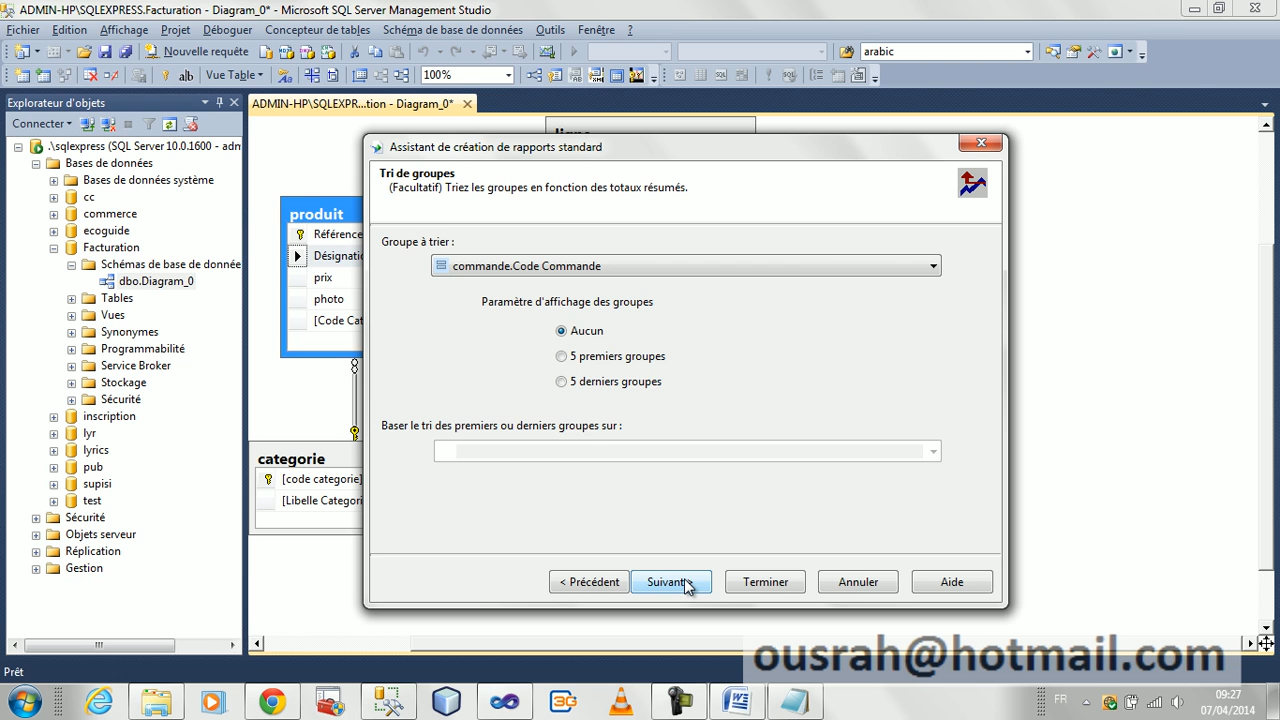 ADMIN-HP\SQLEXPRESS.Facturation - Diagram_0* - Microsoft SQL Server Management Studio
Fichier Edition Affichage Projet Déboguer Concepteur de tables Schéma de base de données Outils Fenêtre ?
Nouvelle requête arabic
ab Vue Table 100%
Explorateur d'objets
ADMIN-HP\SQLEXPR...tion - Diagram_0*
Connecter
.\sqlexpress (SQL Server 10.0.1600 - adm
Bases de données
Bases de données système
cc
commerce
ecoguide
Facturation
Schémas de base de donnée
dbo.Diagram_0
Tables
Vues
Synonymes
Programmabilité
Service Broker
Stockage
Sécurité
inscription
lyr
lyrics
pub
supisi
test
Sécurité
Objets serveur
Réplication
Gestion
ligne
produit
Référence
Désignatio
prix
photo
[Code Cat
categorie
[code categorie]
[Libelle Categori
Assistant de création de rapports standard
Tri de groupes
(Facultatif) Triez les groupes en fonction des totaux résumés.
Groupe à trier :
commande.Code Commande
Paramètre d'affichage des groupes
Aucun
5 premiers groupes
5 derniers groupes
Baser le tri des premiers ou derniers groupes sur :
< Précédent Suivant > Terminer Annuler Aide
Prêt
ousrah@hotmail.com
3G FR 09:27
07/04/2014